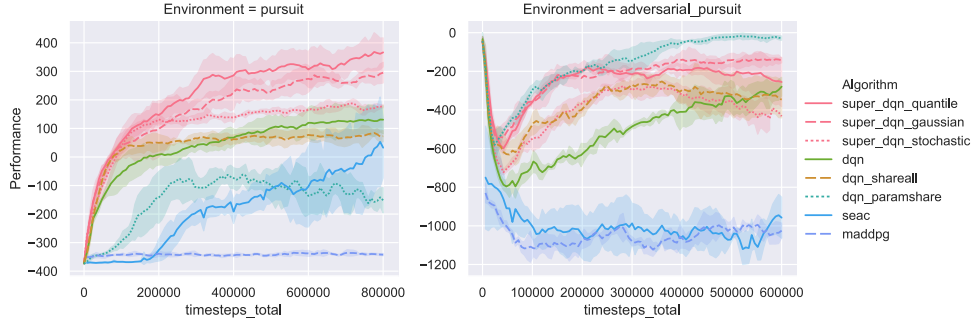 Environment = pursuit
400
300
200
100
0
−100
−200
−300
−400
Performance
0
200000
400000
600000
800000
timesteps_total
Environment = adversarial_pursuit
0
−200
−400
−600
−800
−1000
−1200
0
100000
200000
300000
400000
500000
600000
timesteps_total
Algorithm
super_dqn_quantile
super_dqn_gaussian
super_dqn_stochastic
dqn
dqn_shareall
dqn_paramshare
seac
maddpg